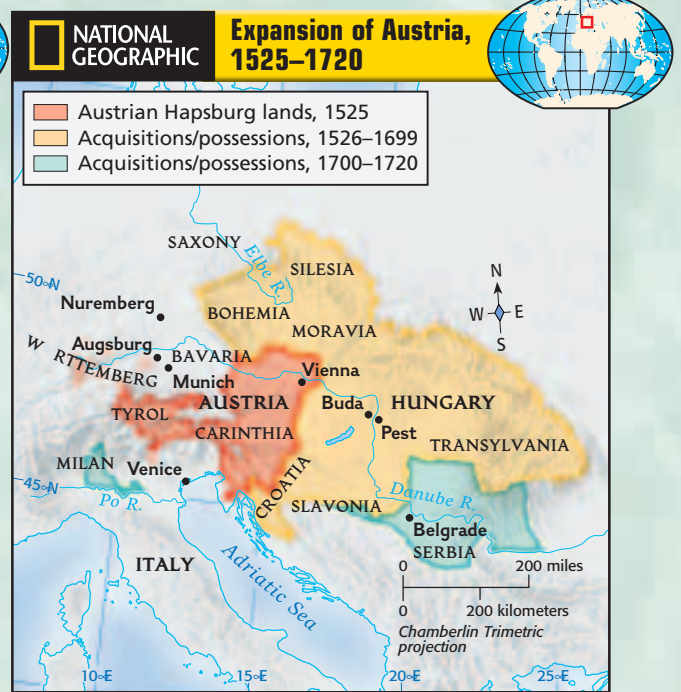 NATIONAL
GEOGRAPHIC
Expansion of Austria,
1525–1720
Austrian Hapsburg lands, 1525
Acquisitions/possessions, 1526–1699
Acquisitions/possessions, 1700–1720
SAXONY
Elbe R.
SILESIA
50°N
N
W E
S
Nuremberg
BOHEMIA
MORAVIA
Augsburg
BAVARIA
W RTTEMBERG
Munich
Vienna
TYROL
AUSTRIA
Buda
HUNGARY
Pest
CARINTHIA
TRANSYLVANIA
MILAN
Venice
45°N
Po R.
CROATIA
SLAVONIA
Danube R.
Belgrade
SERBIA
ITALY
Adriatic Sea
0 200 miles
0 200 kilometers
Chamberlin Trimetric
projection
10°E 15°E 20°E 25°E